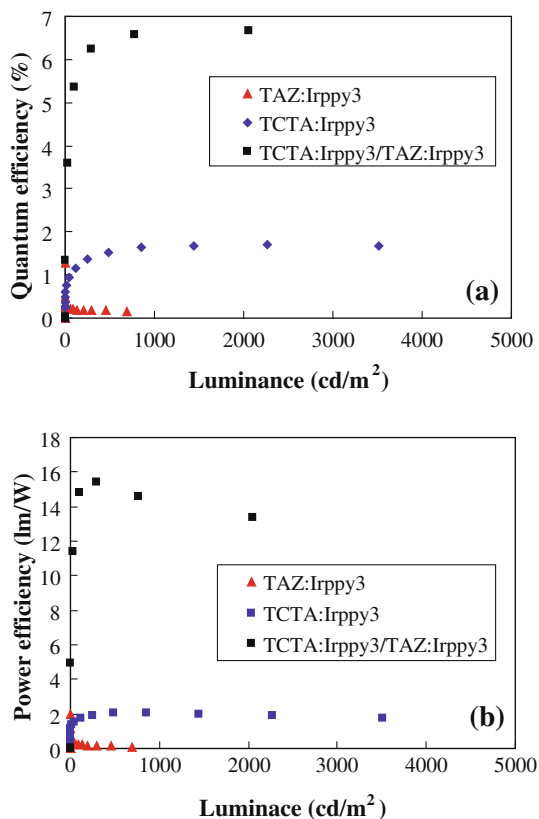 7
6
5
4
3
2
1
0
Quantum efficiency (%)
TAZ:Irppy3
TCTA:Irppy3
TCTA:Irppy3/TAZ:Irppy3
(a)
0 1000 2000 3000 4000 5000
Luminance (cd/m²)
18
16
14
12
10
8
6
4
2
0
Power efficiency (lm/W)
TAZ:Irppy3
TCTA:Irppy3
TCTA:Irppy3/TAZ:Irppy3
(b)
0 1000 2000 3000 4000 5000
Luminace (cd/m²)